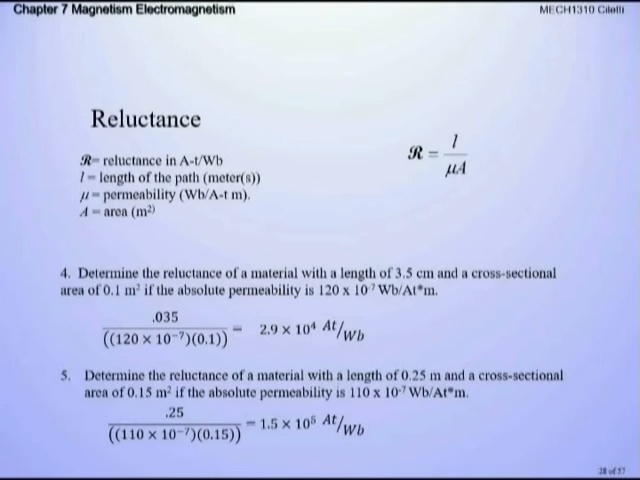 Chapter 7 Magnetism Electromagnetism
MECH1310 Cilelli
Reluctance
ℛ = l / μA
ℛ= reluctance in A-t/Wb
l = length of the path (meter(s))
μ = permeability (Wb/A-t m).
A = area (m²)
4. Determine the reluctance of a material with a length of 3.5 cm and a cross-sectional
area of 0.1 m² if the absolute permeability is 120 x 10⁻⁷ Wb/At*m.
.035 / ((120 × 10⁻⁷)(0.1)) = 2.9 × 10⁴ At/Wb
5. Determine the reluctance of a material with a length of 0.25 m and a cross-sectional
area of 0.15 m² if the absolute permeability is 110 x 10⁻⁷ Wb/At*m.
.25 / ((110 × 10⁻⁷)(0.15)) = 1.5 × 10⁵ At/Wb